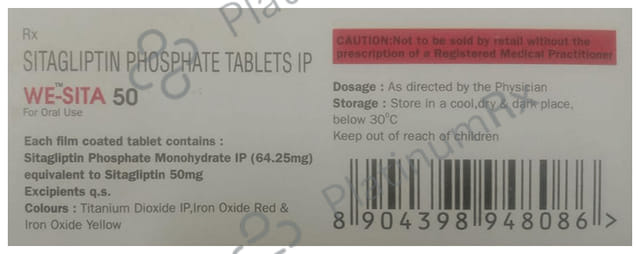 Rx
SITAGLIPTIN PHOSPHATE TABLETS IP
WE-SITA™ 50
For Oral Use
Each film coated tablet contains :
Sitagliptin Phosphate Monohydrate IP (64.25mg)
equivalent to Sitagliptin 50mg
Excipients q.s.
Colours : Titanium Dioxide IP,Iron Oxide Red &
Iron Oxide Yellow
CAUTION:Not to be sold by retail without the
prescription of a Registered Medical Practitioner
Dosage : As directed by the Physician
Storage : Store in a cool,dry & dark place,
below 30°C
Keep out of reach of children
8 904398 948086 >
PlatinumRx